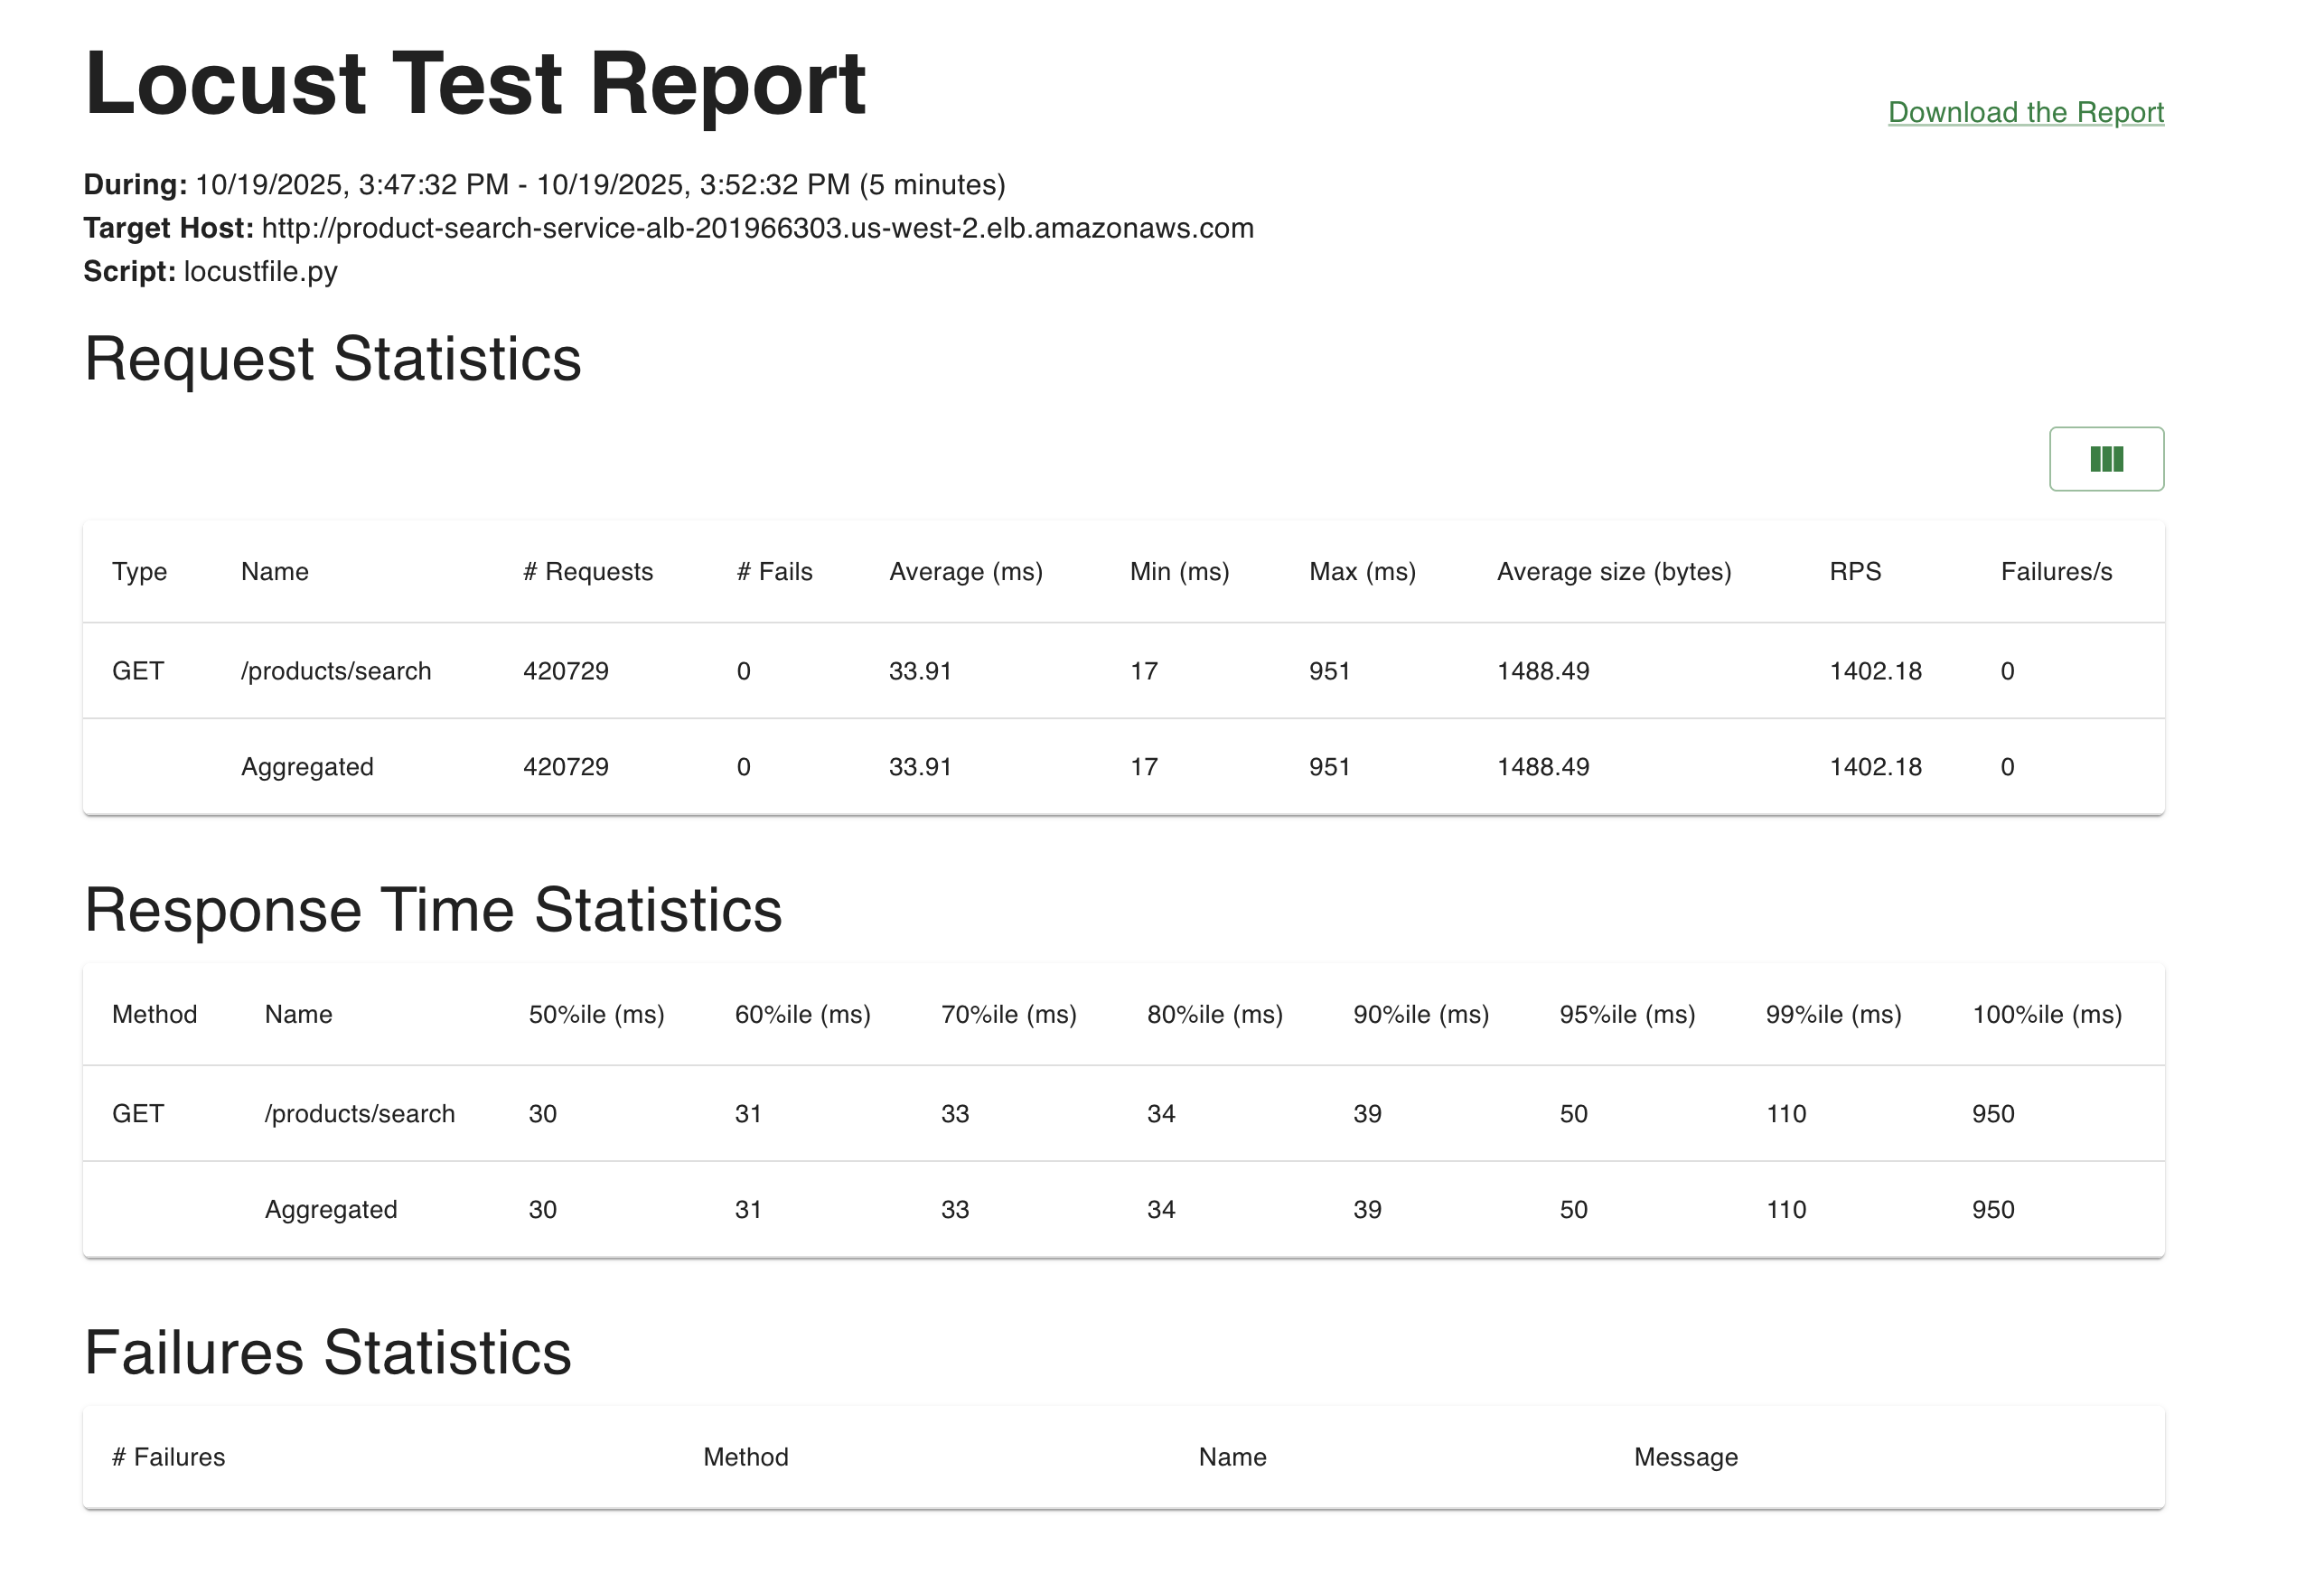 Locust Test Report
Download the Report
During: 10/19/2025, 3:47:32 PM - 10/19/2025, 3:52:32 PM (5 minutes)
Target Host: http://product-search-service-alb-201966303.us-west-2.elb.amazonaws.com
Script: locustfile.py
Request Statistics
Type Name # Requests # Fails Average (ms) Min (ms) Max (ms) Average size (bytes) RPS Failures/s
GET /products/search 420729 0 33.91 17 951 1488.49 1402.18 0
Aggregated 420729 0 33.91 17 951 1488.49 1402.18 0
Response Time Statistics
Method Name 50%ile (ms) 60%ile (ms) 70%ile (ms) 80%ile (ms) 90%ile (ms) 95%ile (ms) 99%ile (ms) 100%ile (ms)
GET /products/search 30 31 33 34 39 50 110 950
Aggregated 30 31 33 34 39 50 110 950
Failures Statistics
# Failures Method Name Message